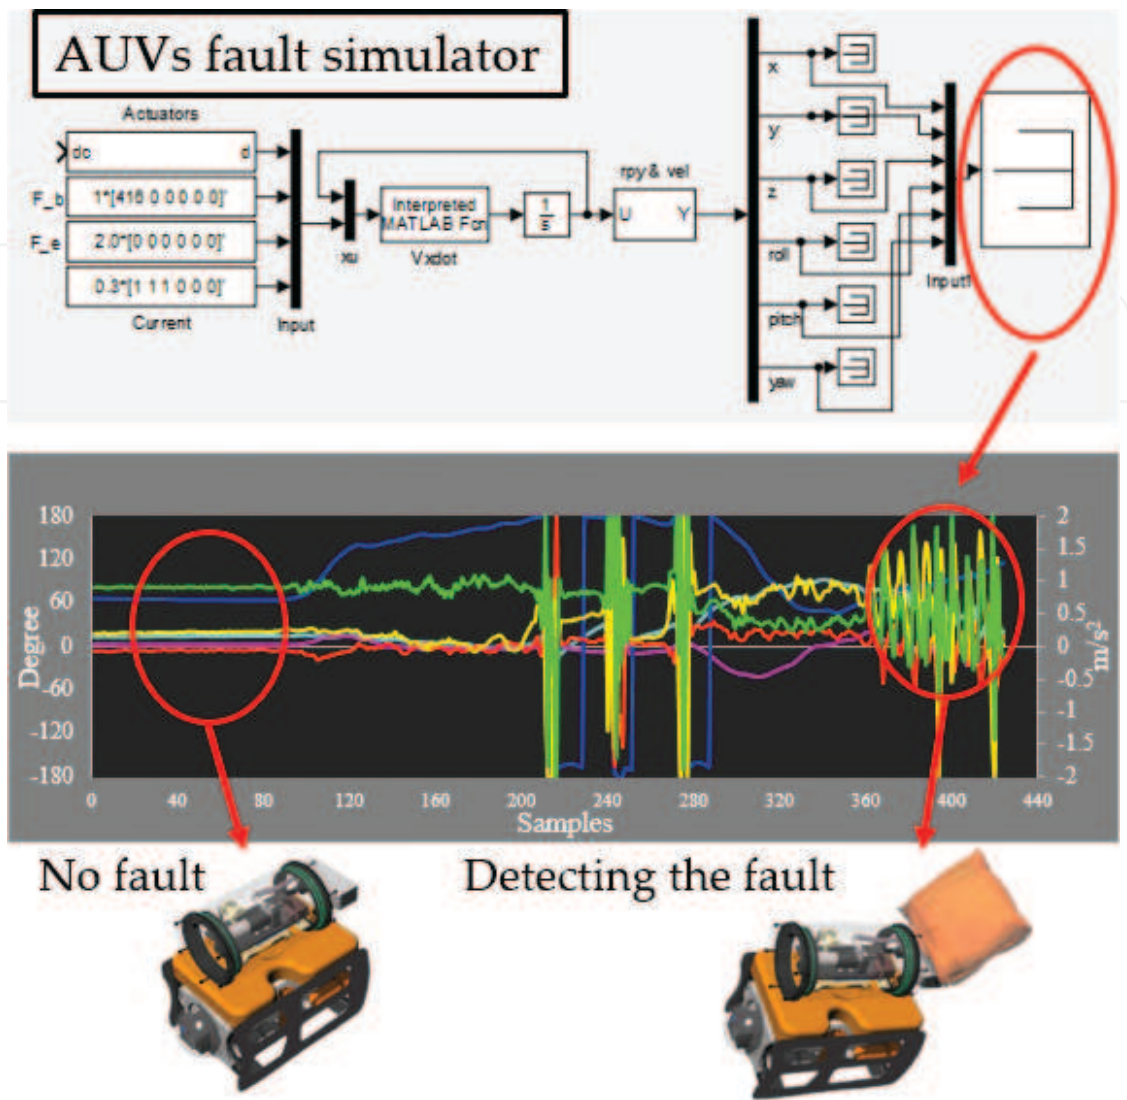 AUVs fault simulator
Actuators
dc d
F_b 1*[416 0 0 0 0 0]'
F_e 2.0*[0 0 0 0 0 0]'
0.3*[1 1 1 0 0 0]'
Current
Input
xu
Interpreted
MATLAB Fcn
Vxdot
1
s
rpy & vel
U Y
x
y
z
roll
pitch
yaw
Input1
Degree
180
120
60
0
-60
-120
-180
2
1.5
1
0.5
0
-0.5
-1
-1.5
-2
m/s²
0 40 80 120 160 200 240 280 320 360 400 440
Samples
No fault
Detecting the fault